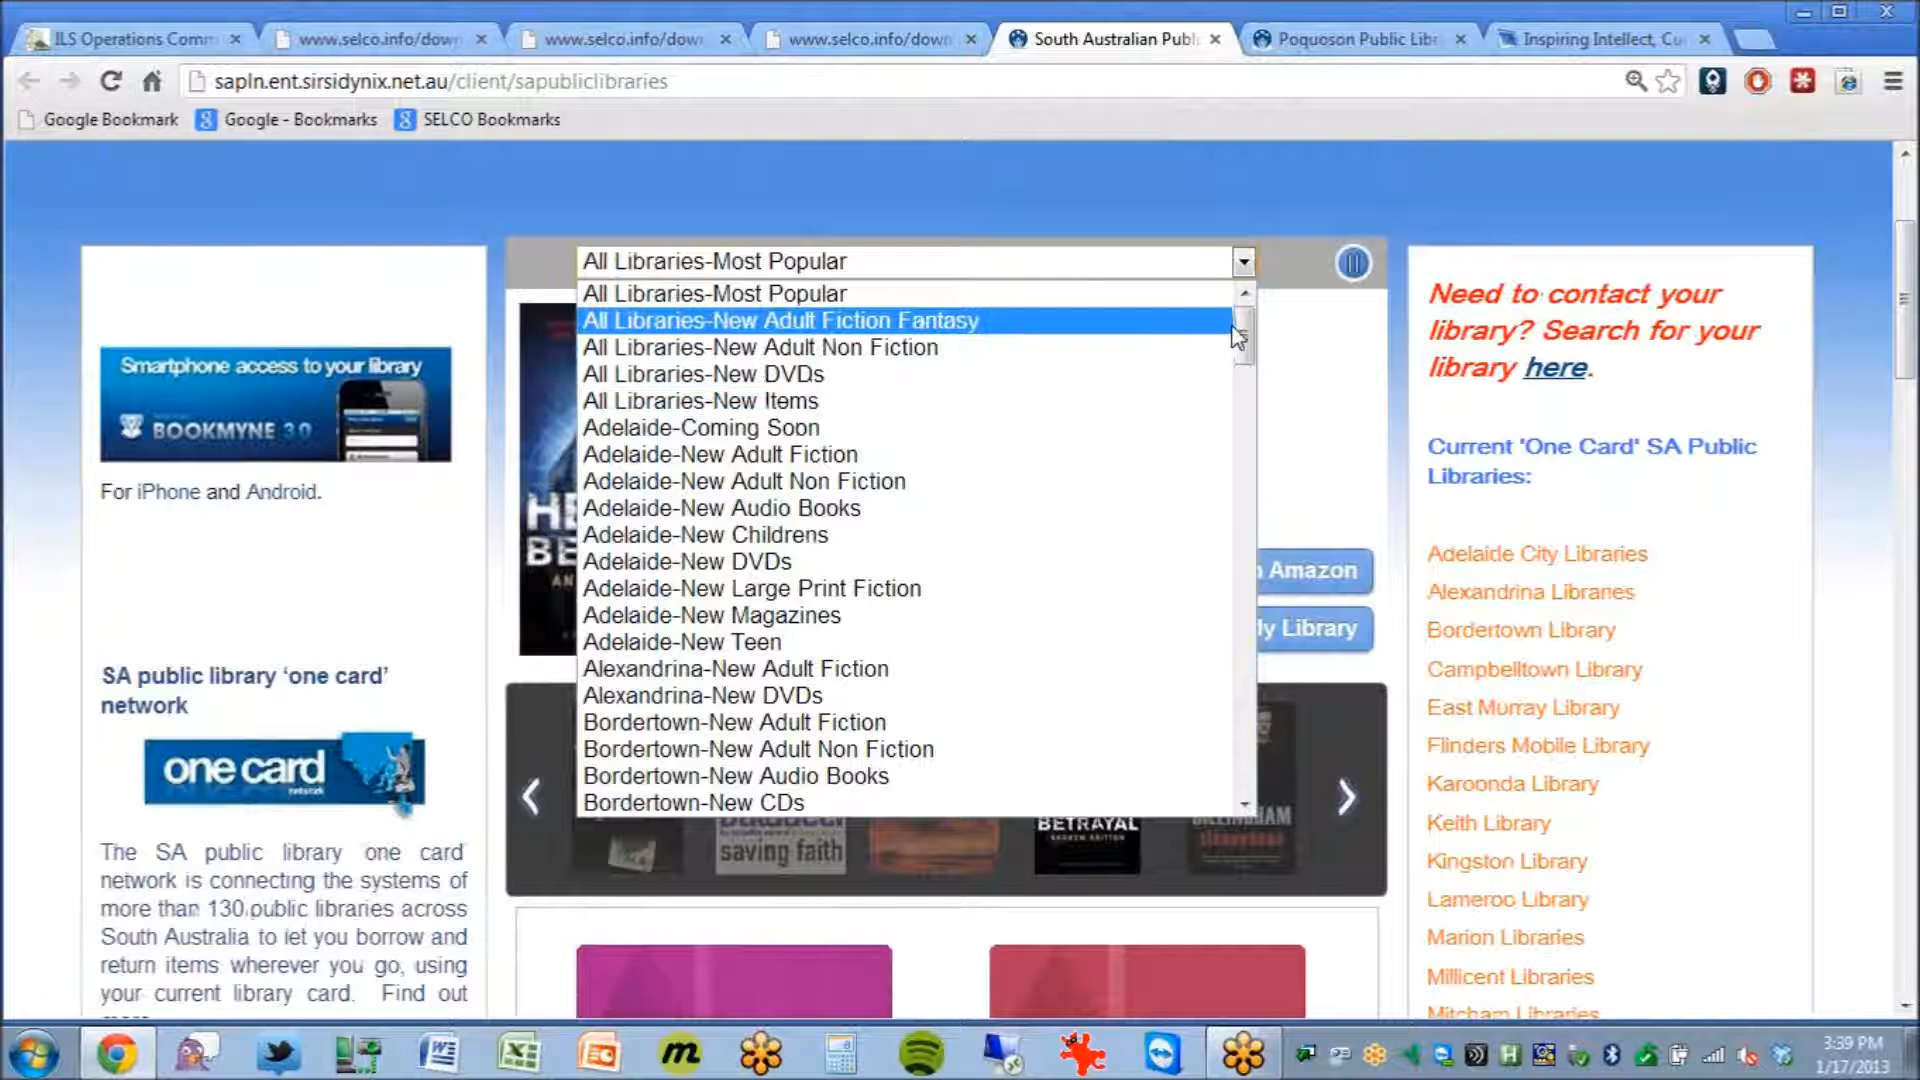 ILS Operations Comm
www.selco.info/down
www.selco.info/down
www.selco.info/down
South Australian Publ
Poquoson Public Libr
Inspiring Intellect, Cu
sapln.ent.sirsidynix.net.au/client/sapubliclibraries
Google Bookmark
Google - Bookmarks
SELCO Bookmarks
Smartphone access to your library
BOOKMYNE 3.0
For iPhone and Android.
SA public library ‘one card’
network
one card
network
The SA public library one card
network is connecting the systems of
more than 130 public libraries across
South Australia to let you borrow and
return items wherever you go, using
your current library card. Find out
All Libraries-Most Popular
All Libraries-Most Popular
All Libraries-New Adult Fiction Fantasy
All Libraries-New Adult Non Fiction
All Libraries-New DVDs
All Libraries-New Items
Adelaide-Coming Soon
Adelaide-New Adult Fiction
Adelaide-New Adult Non Fiction
Adelaide-New Audio Books
Adelaide-New Childrens
Adelaide-New DVDs
Adelaide-New Large Print Fiction
Adelaide-New Magazines
Adelaide-New Teen
Alexandrina-New Adult Fiction
Alexandrina-New DVDs
Bordertown-New Adult Fiction
Bordertown-New Adult Non Fiction
Bordertown-New Audio Books
Bordertown-New CDs
HE
BE
AN
Amazon
My Library
saving faith
BETRAYAL
Need to contact your
library? Search for your
library here.
Current 'One Card' SA Public
Libraries:
Adelaide City Libraries
Alexandrina Libraries
Bordertown Library
Campbelltown Library
East Murray Library
Flinders Mobile Library
Karoonda Library
Keith Library
Kingston Library
Lameroo Library
Marion Libraries
Millicent Libraries
Mitcham Libraries
3:39 PM
1/17/2013